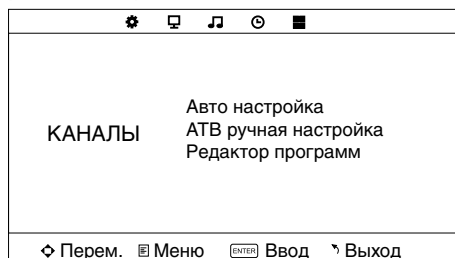 КАНАЛЫ
Авто настройка
АТВ ручная настройка
Редактор программ
Перем. Меню ENTER Ввод Выход